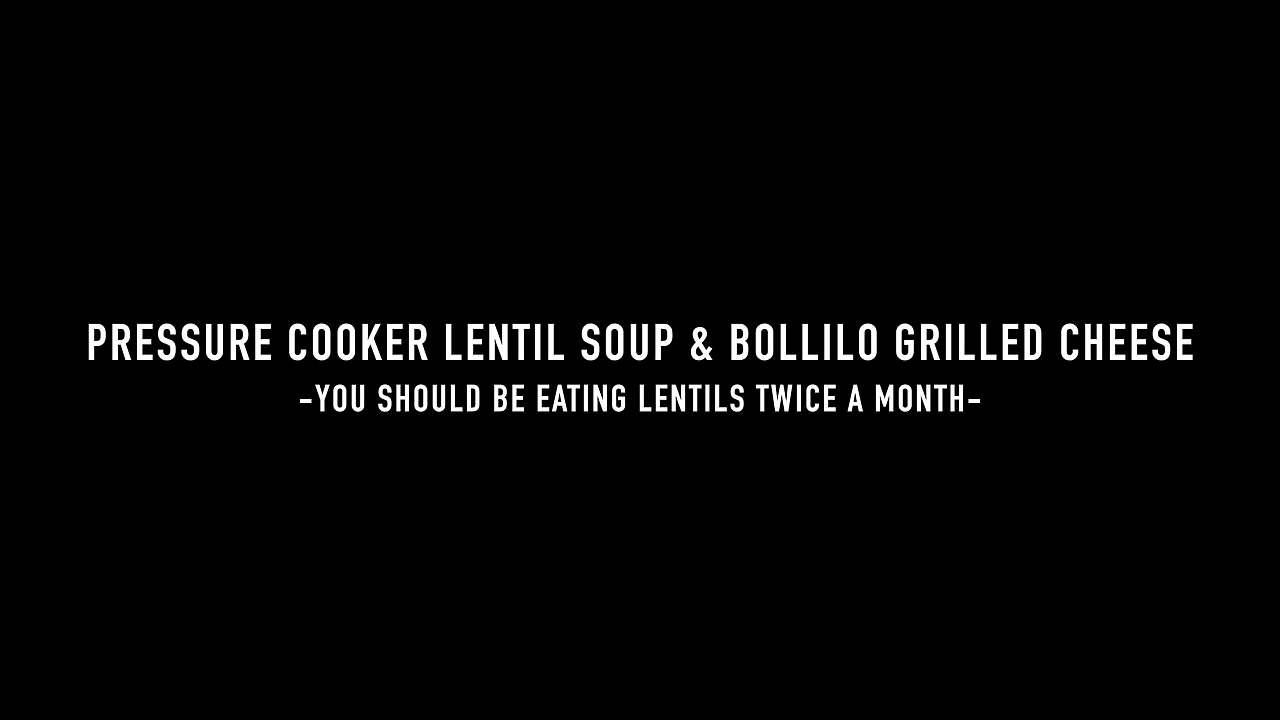 PRESSURE COOKER LENTIL SOUP & BOLLILO GRILLED CHEESE
-YOU SHOULD BE EATING LENTILS TWICE A MONTH-